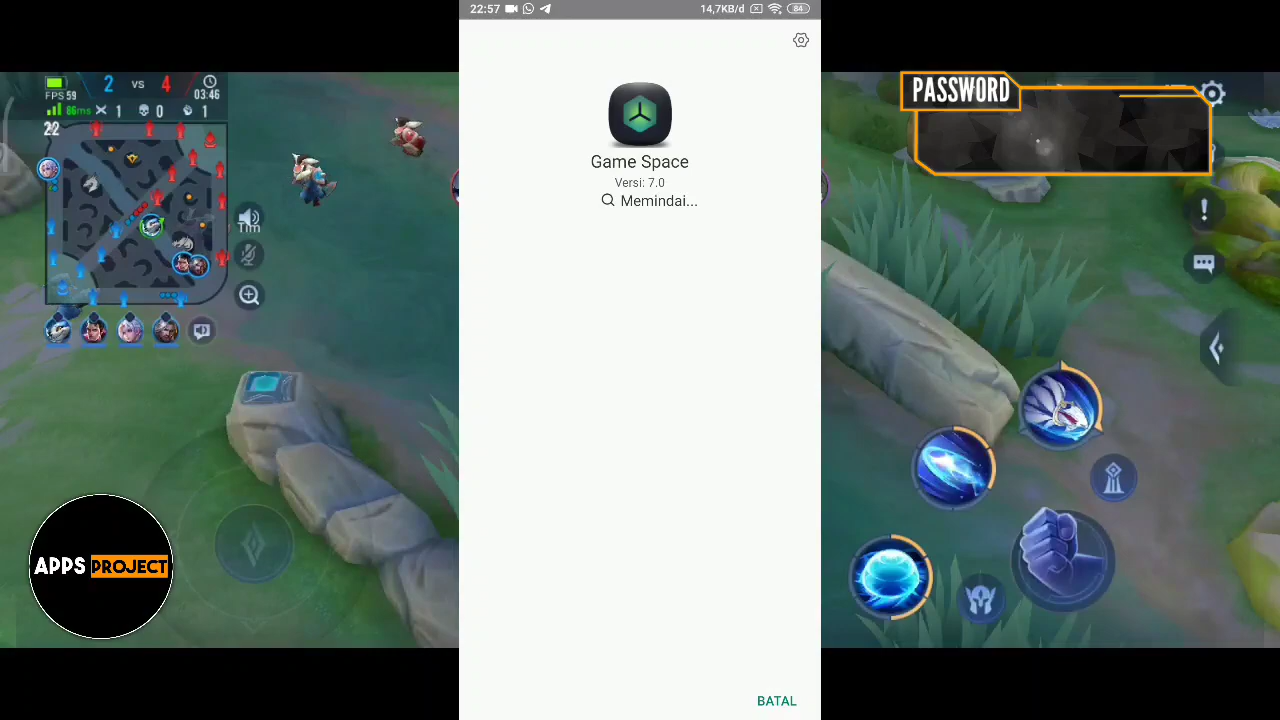 22:57
14,7KB/d
84
2 vs 4
FPS 59
03:46
86ms
1
0
1
22
Tim
Game Space
Versi: 7.0
Memindai...
PASSWORD
APPS PROJECT
BATAL